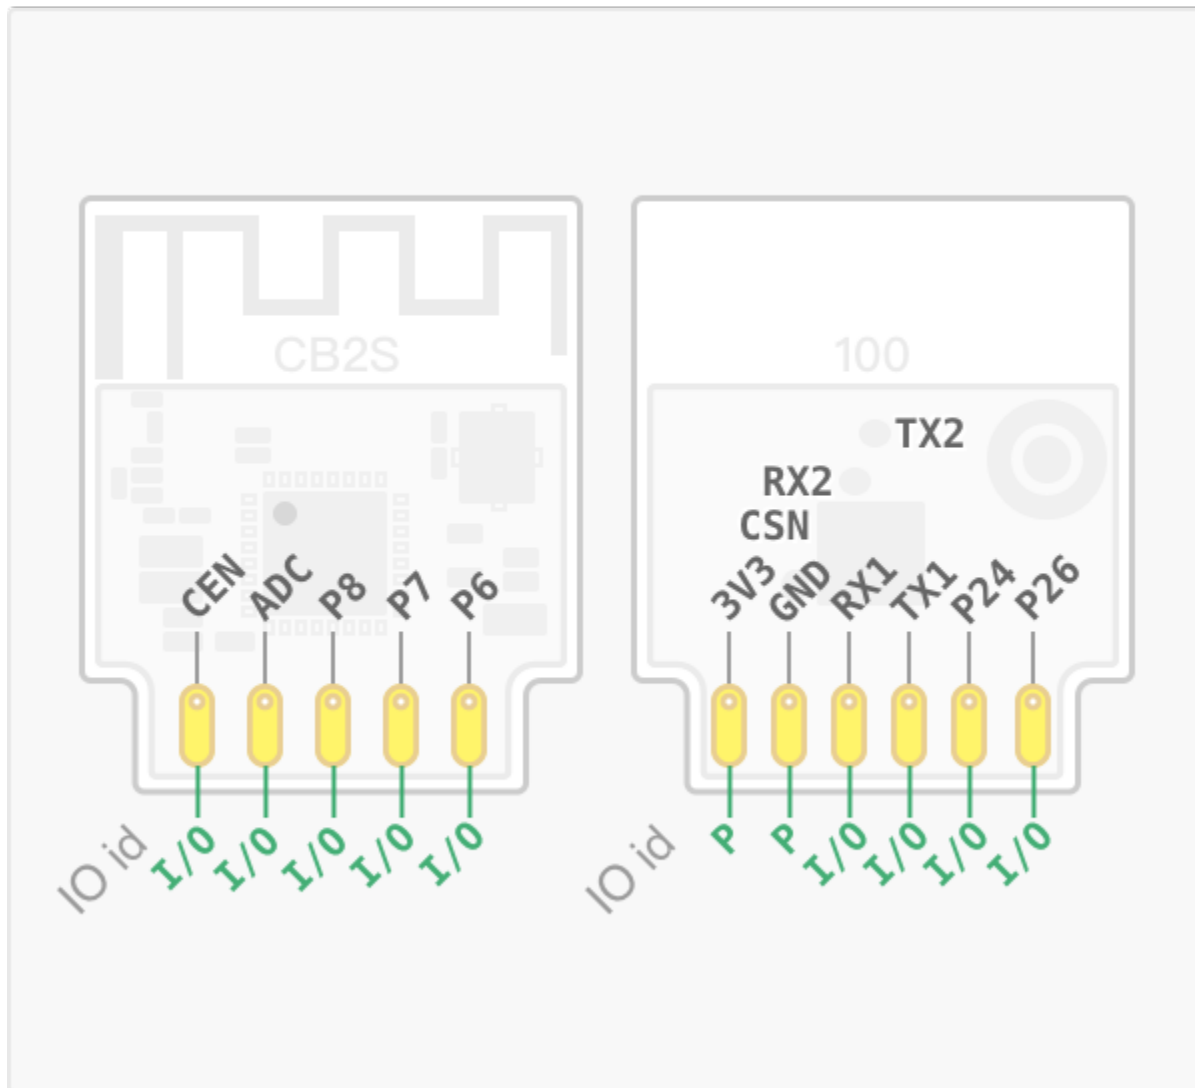 CB2S
CEN ADC P8 P7 P6
IO id I/O I/O I/O I/O I/O
100
TX2
RX2
CSN
3V3 GND RX1 TX1 P24 P26
IO id P P I/O I/O I/O I/O